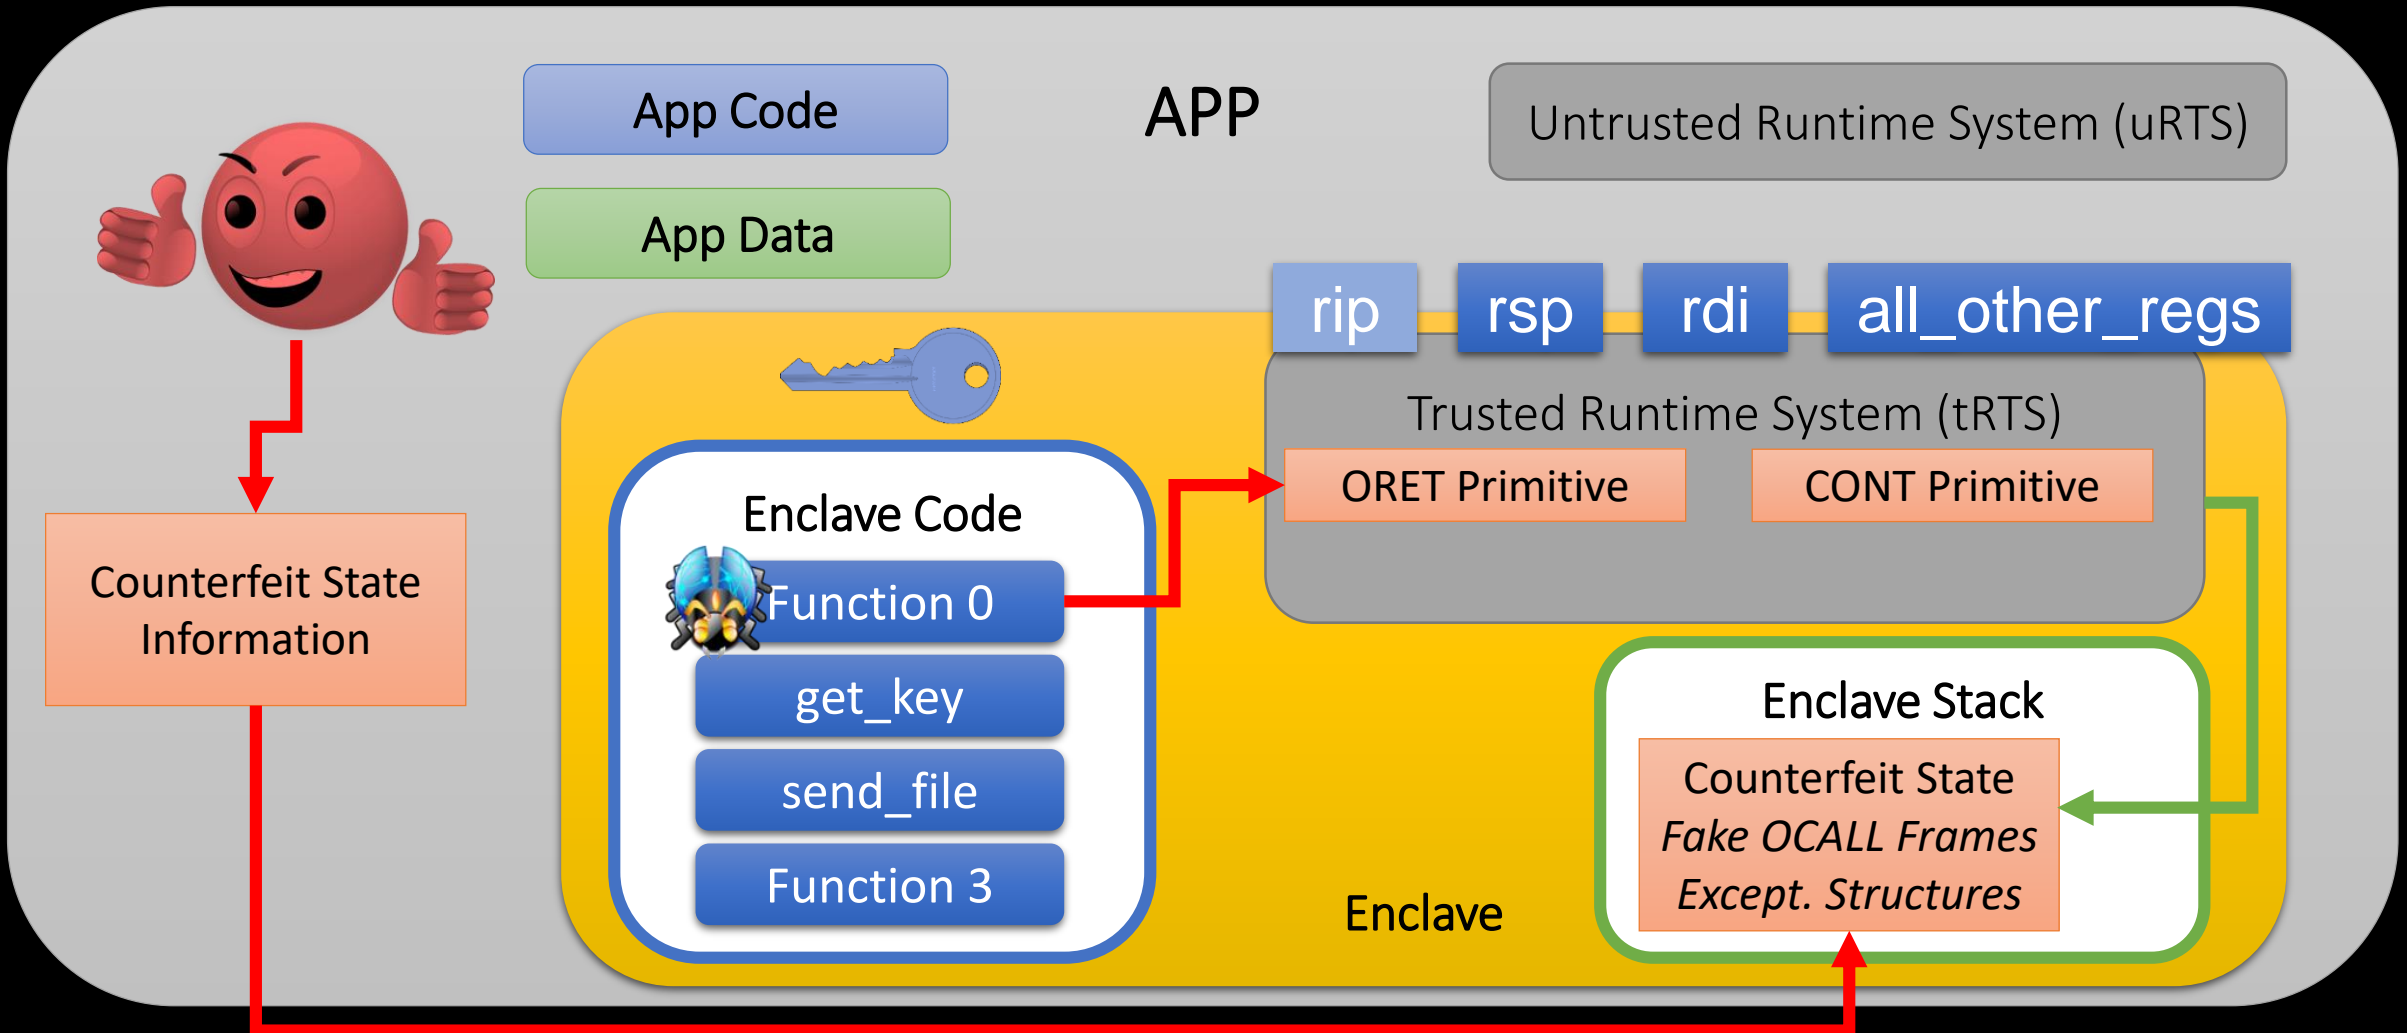 App Code
APP
Untrusted Runtime System (uRTS)
App Data
rip
rsp
rdi
all_other_regs
Trusted Runtime System (tRTS)
ORET Primitive
CONT Primitive
Enclave Code
Function 0
get_key
send_file
Function 3
Counterfeit State
Information
Enclave Stack
Counterfeit State
Fake OCALL Frames
Except. Structures
Enclave